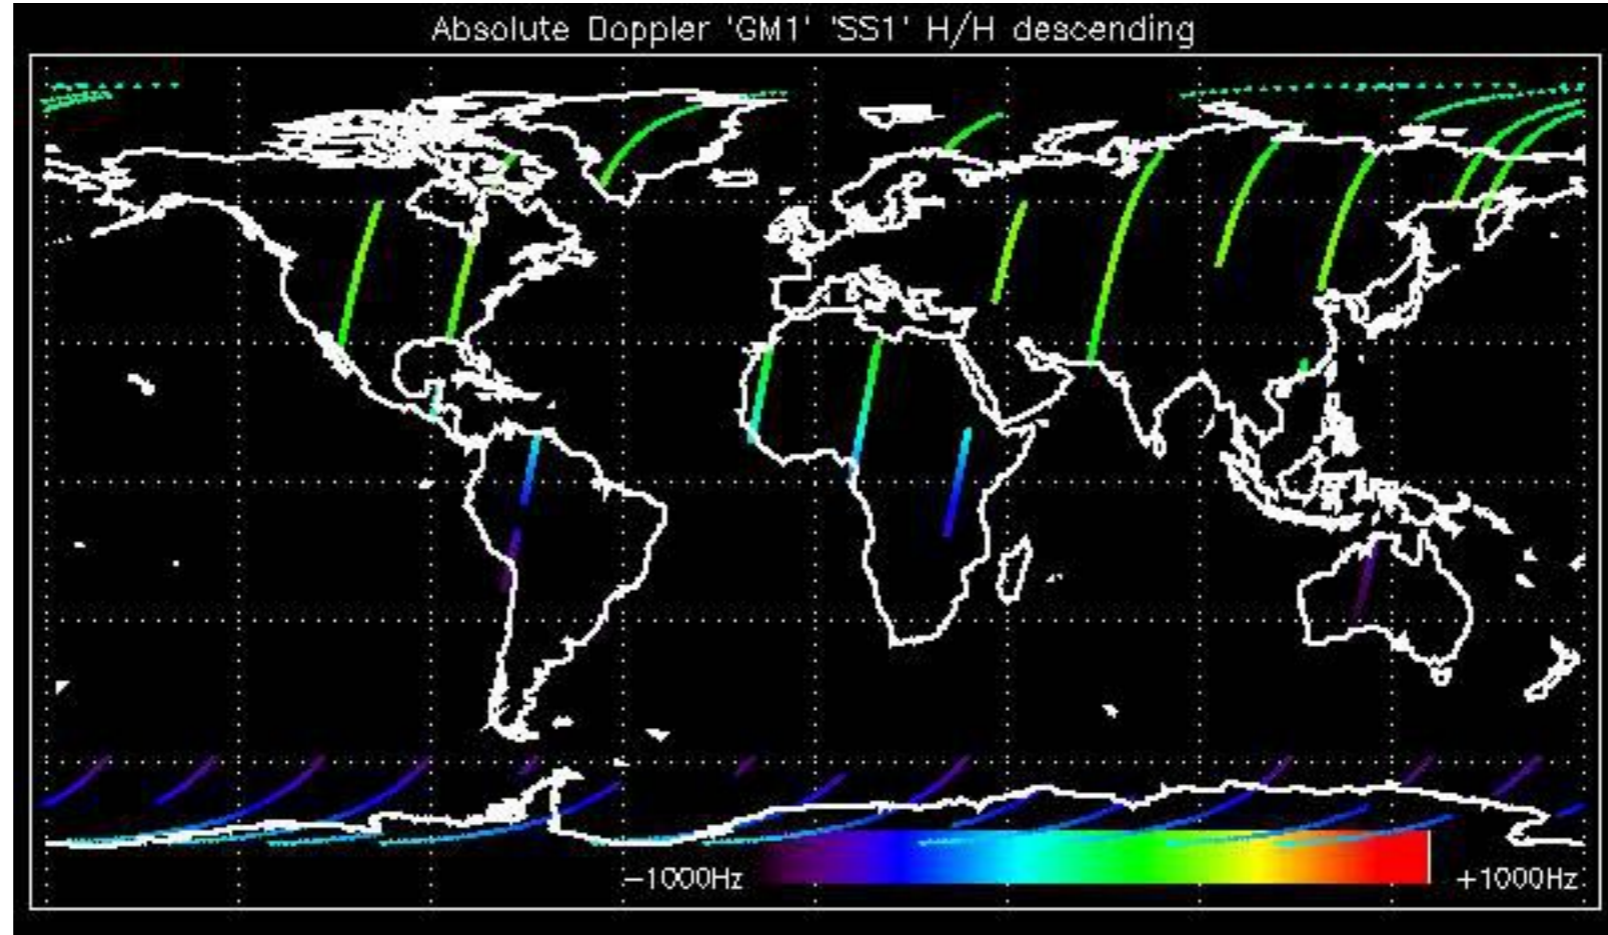 Absolute Doppler 'GM1' 'SS1' H/H descending
-1000Hz
+1000Hz